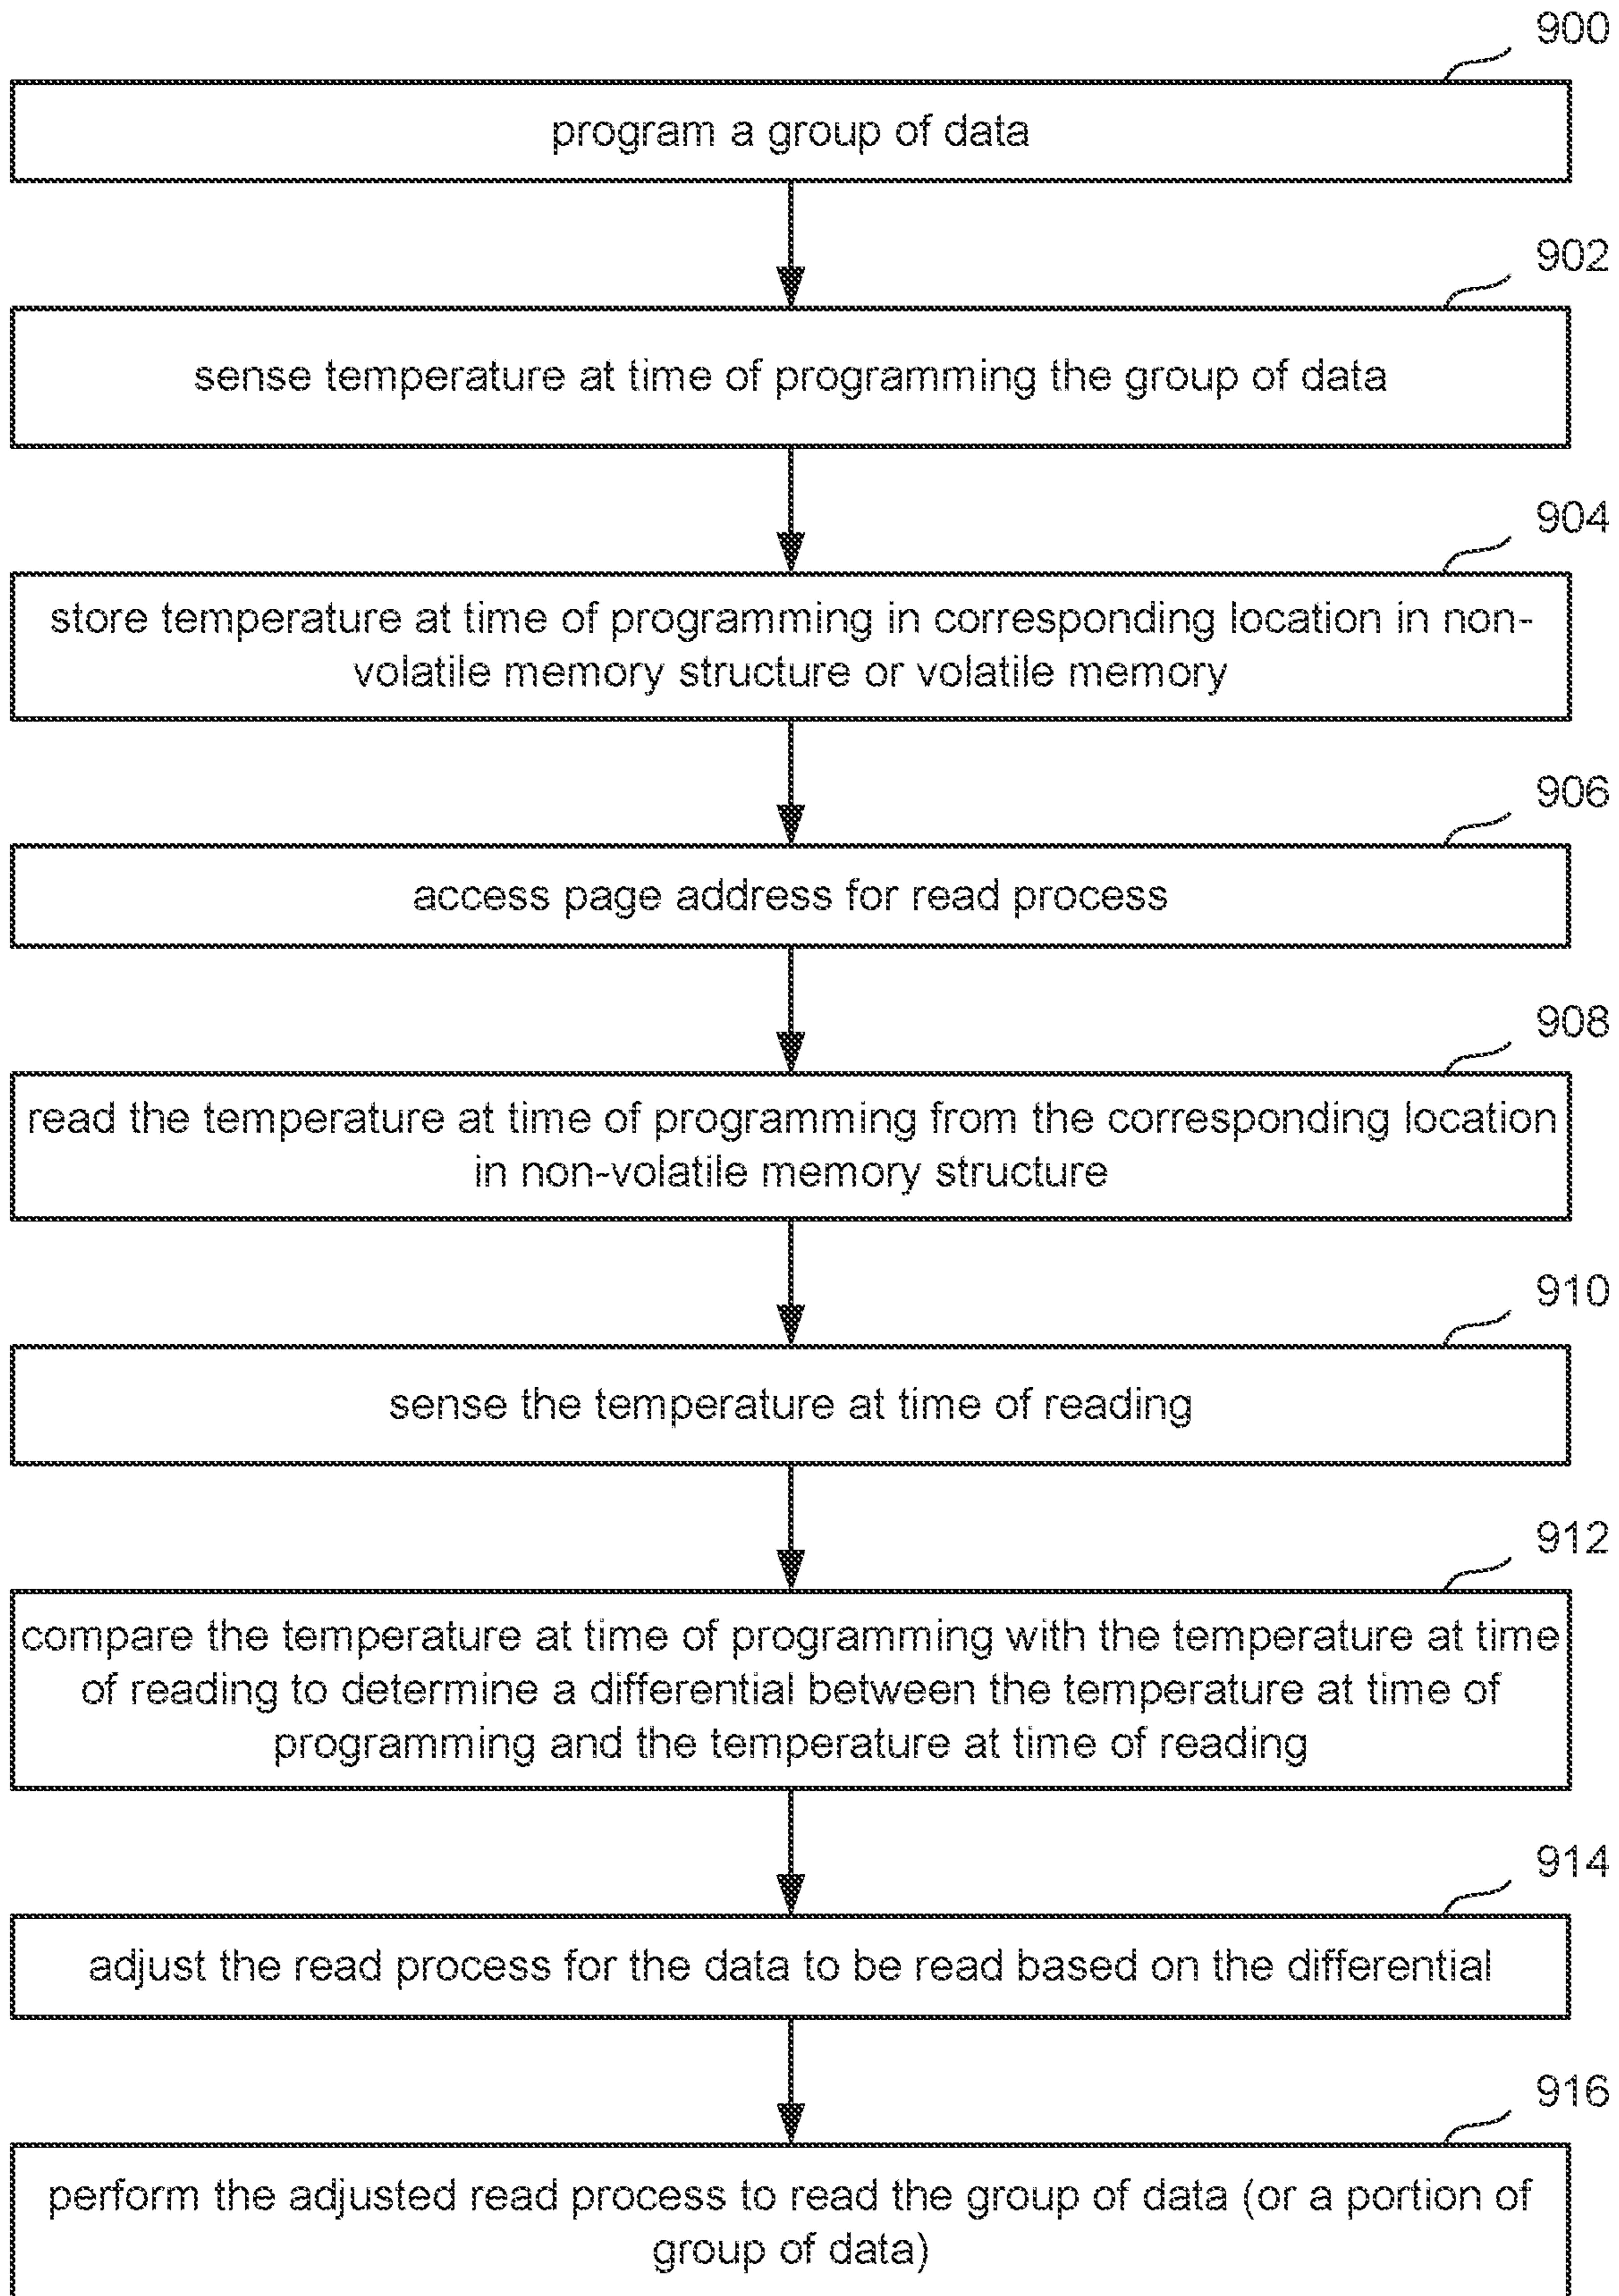 900
program a group of data
902
sense temperature at time of programming the group of data
904
store temperature at time of programming in corresponding location in non-
volatile memory structure or volatile memory
906
access page address for read process
908
read the temperature at time of programming from the corresponding location
in non-volatile memory structure
910
sense the temperature at time of reading
912
compare the temperature at time of programming with the temperature at time
of reading to determine a differential between the temperature at time of
programming and the temperature at time of reading
914
adjust the read process for the data to be read based on the differential
916
perform the adjusted read process to read the group of data (or a portion of
group of data)